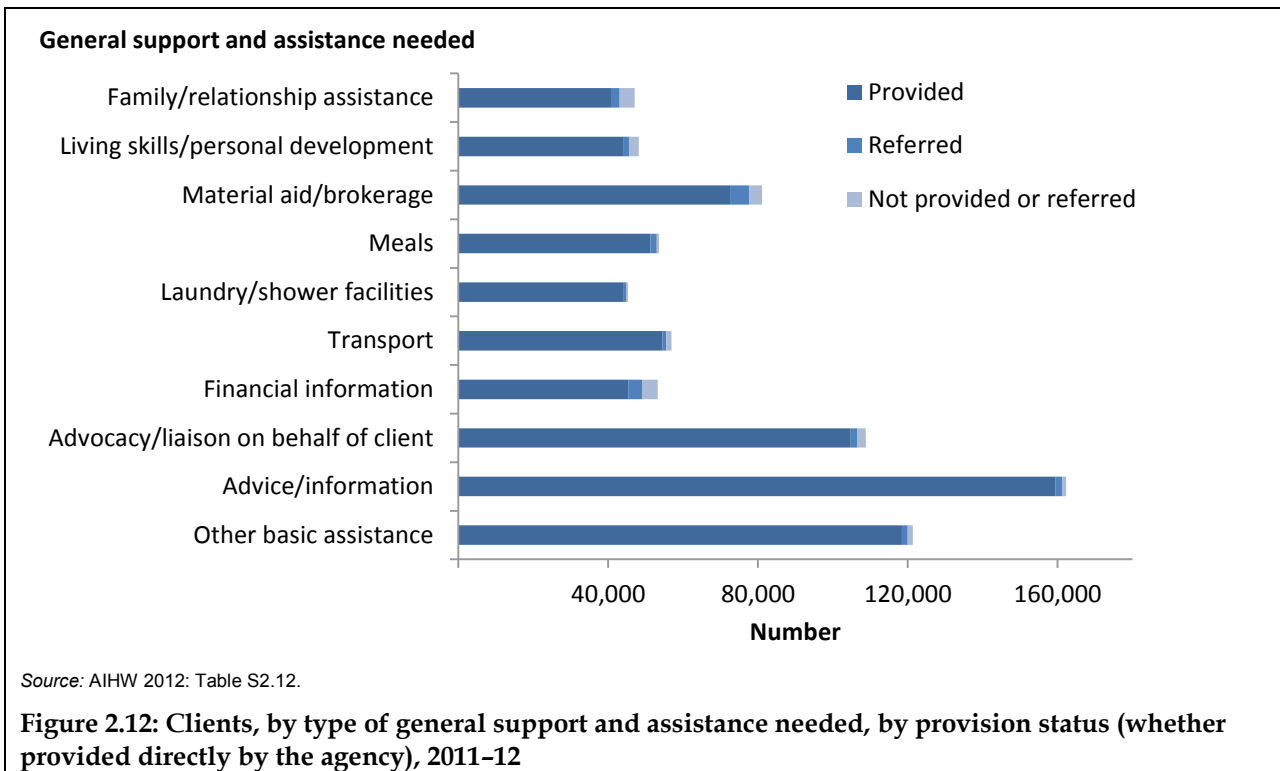 General support and assistance needed
Family/relationship assistance
Living skills/personal development
Material aid/brokerage
Meals
Laundry/shower facilities
Transport
Financial information
Advocacy/liaison on behalf of client
Advice/information
Other basic assistance
Provided
Referred
Not provided or referred
40,000
80,000
120,000
160,000
Number
Source: AIHW 2012: Table S2.12.
Figure 2.12: Clients, by type of general support and assistance needed, by provision status (whether
provided directly by the agency), 2011–12